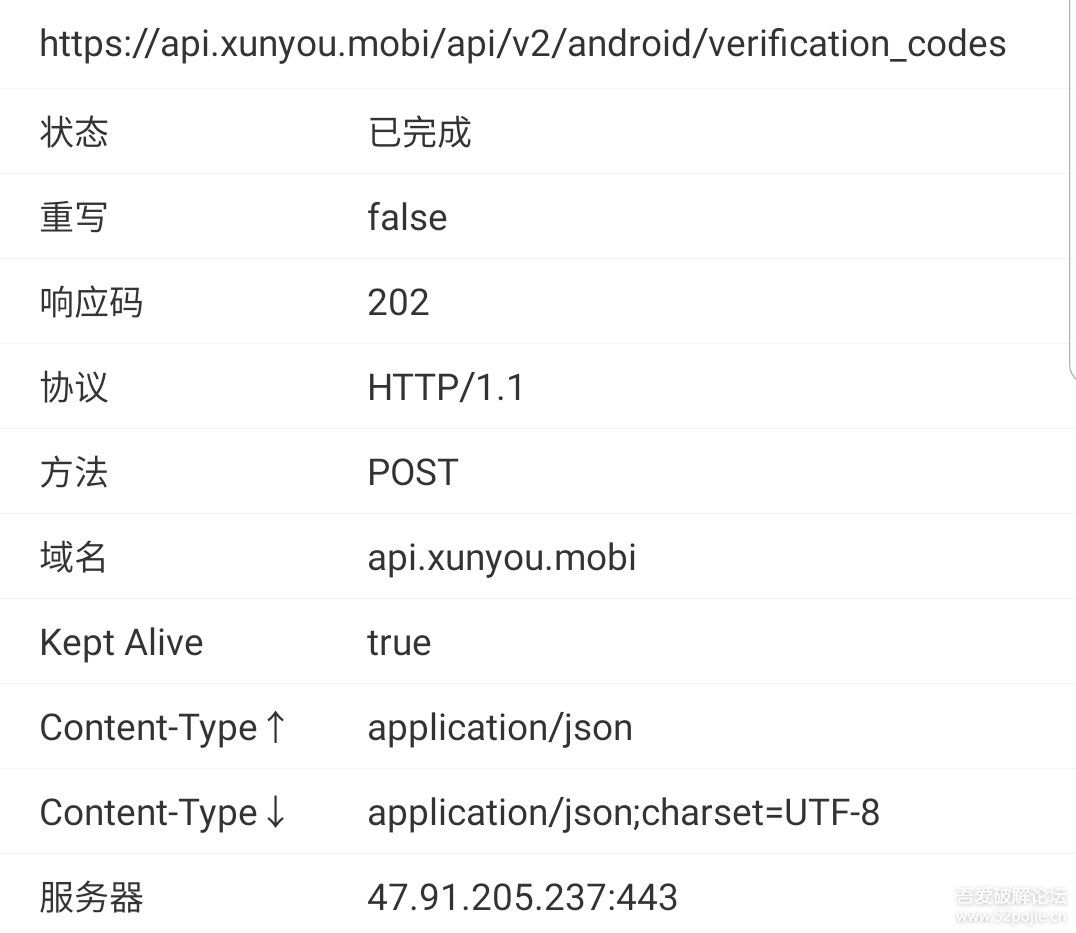 https://api.xunyou.mobi/api/v2/android/verification_codes
状态 已完成
重写 false
响应码 202
协议 HTTP/1.1
方法 POST
域名 api.xunyou.mobi
Kept Alive true
Content-Type↑ application/json
Content-Type↓ application/json;charset=UTF-8
服务器 47.91.205.237:443
吾爱破解论坛
www.52pojie.cn